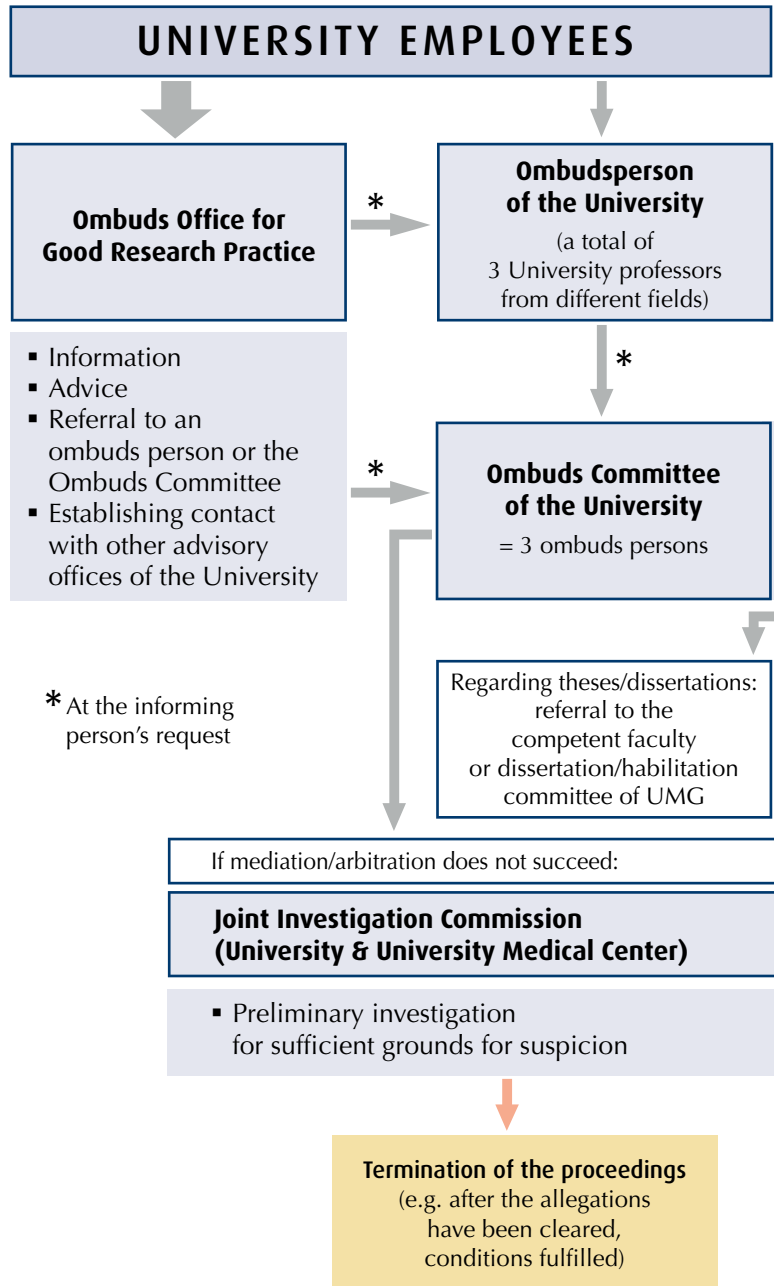 UNIVERSITY EMPLOYEES
Ombuds Office for
Good Research Practice
*
Ombudsperson
of the University
(a total of
3 University professors
from different fields)
▪ Information
▪ Advice
▪ Referral to an
ombuds person or the
Ombuds Committee
▪ Establishing contact
with other advisory
offices of the University
*
*
Ombuds Committee
of the University
= 3 ombuds persons
* At the informing
person's request
Regarding theses/dissertations:
referral to the
competent faculty
or dissertation/habilitation
committee of UMG
If mediation/arbitration does not succeed:
Joint Investigation Commission
(University & University Medical Center)
▪ Preliminary investigation
for sufficient grounds for suspicion
Termination of the proceedings
(e.g. after the allegations
have been cleared,
conditions fulfilled)